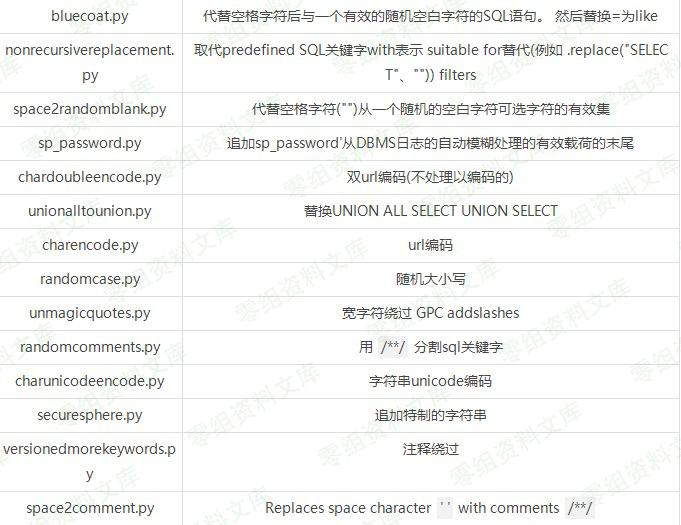 bluecoat.py 代替空格字符后与一个有效的随机空白字符的SQL语句。 然后替换=为like
nonrecursivereplacement. 取代predefined SQL关键字with表示 suitable for替代(例如 .replace("SELEC
py T"、"")) filters
space2randomblank.py 代替空格字符("")从一个随机的空白字符可选字符的有效集
sp_password.py 追加sp_password'从DBMS日志的自动模糊处理的有效载荷的末尾
chardoubleencode.py 双url编码(不处理以编码的)
unionalltounion.py 替换UNION ALL SELECT UNION SELECT
charencode.py url编码
randomcase.py 随机大小写
unmagicquotes.py 宽字符绕过 GPC addslashes
randomcomments.py 用 /**/ 分割sql关键字
charunicodeencode.py 字符串unicode编码
securesphere.py 追加特制的字符串
versionedmorekeywords.p 注释绕过
y
space2comment.py Replaces space character ' ' with comments /**/
零组资料文库